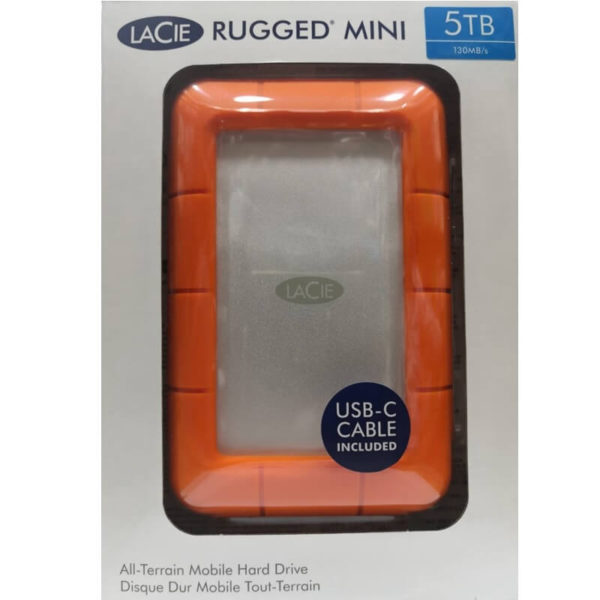 LACIE RUGGED® MINI
5TB
130MB/s
LACIE
USB-C
CABLE
INCLUDED
All-Terrain Mobile Hard Drive
Disque Dur Mobile Tout-Terrain